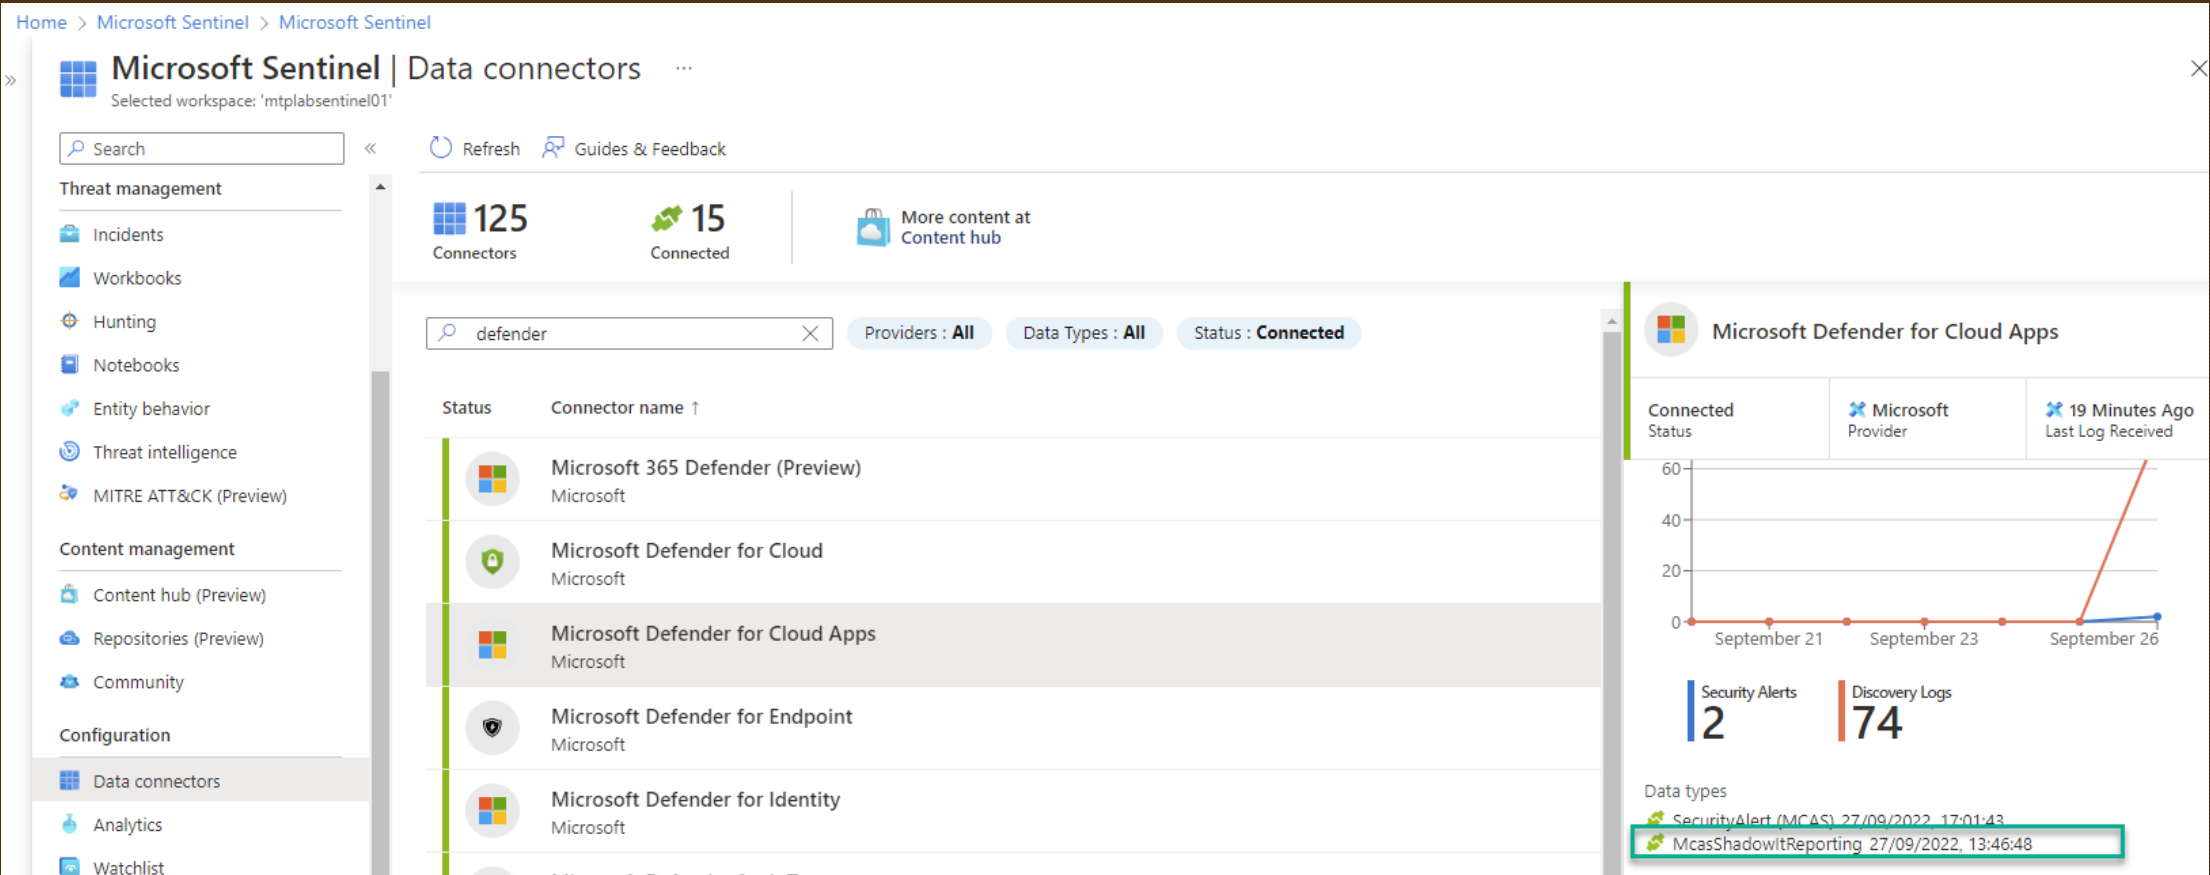 Home > Microsoft Sentinel > Microsoft Sentinel
Microsoft Sentinel | Data connectors ...
Selected workspace: 'mtplabsentinel01'
Search
Threat management
Incidents
Workbooks
Hunting
Notebooks
Entity behavior
Threat intelligence
MITRE ATT&CK (Preview)
Content management
Content hub (Preview)
Repositories (Preview)
Community
Configuration
Data connectors
Analytics
Watchlist
Refresh Guides & Feedback
125
Connectors
15
Connected
More content at
Content hub
defender
Providers : All Data Types : All Status : Connected
Status Connector name ↑
Microsoft 365 Defender (Preview)
Microsoft
Microsoft Defender for Cloud
Microsoft
Microsoft Defender for Cloud Apps
Microsoft
Microsoft Defender for Endpoint
Microsoft
Microsoft Defender for Identity
Microsoft
Microsoft Defender for Cloud Apps
Connected
Status
Microsoft
Provider
19 Minutes Ago
Last Log Received
60
40
20
0
September 21 September 23 September 26
Security Alerts
2
Discovery Logs
74
Data types
SecurityAlert (MCAS) 27/09/2022, 17:01:43
McasShadowItReporting 27/09/2022, 13:46:48